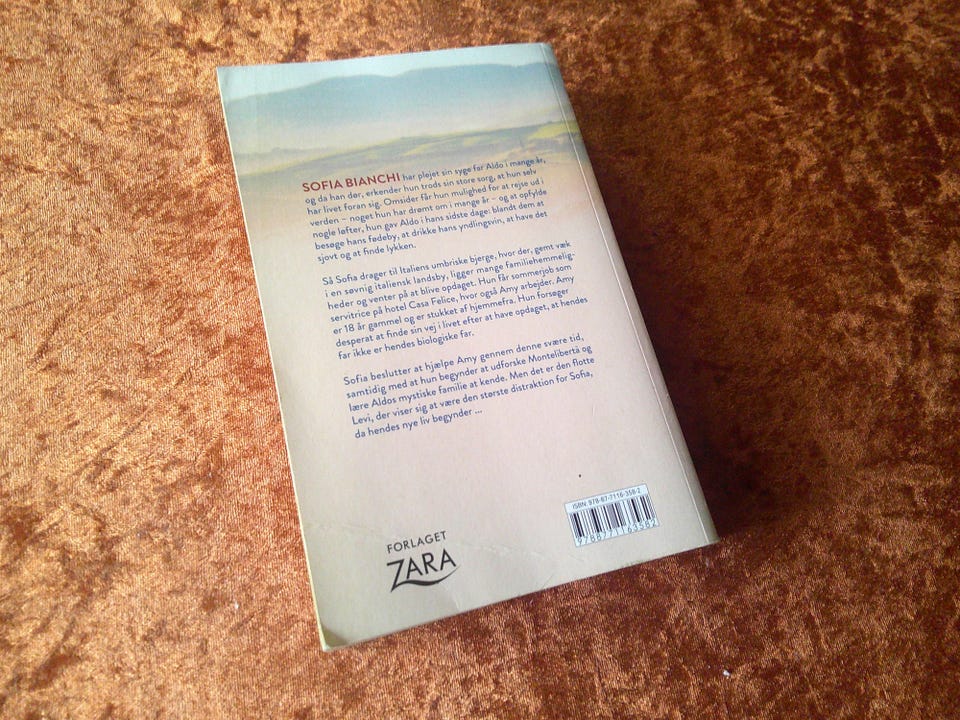 SOFIA BIANCHI har plejet sin syge far Aldo i mange år,
og da han dør, erkender hun trods sin store sorg, at hun selv
har livet foran sig. Omsider får hun mulighed for at rejse ud i
verden – noget hun har drømt om i mange år – og at opfylde
nogle løfter, hun gav Aldo i hans sidste dage: blandt dem at
besøge hans fødeby, at drikke hans yndlingsvin, at have det
sjovt og at finde lykken.
Så Sofia drager til Italiens umbriske bjerge, hvor der, gemt væk
i en søvnig italiensk landsby, ligger mange familiehemmelig-
heder og venter på at blive opdaget. Hun får sommerjob som
servitrice på hotel Casa Felice, hvor også Amy arbejder. Amy
er 18 år gammel og er stukket af hjemmefra. Hun forsøger
desperat at finde sin vej i livet efter at have opdaget, at hendes
far ikke er hendes biologiske far.
Sofia beslutter at hjælpe Amy gennem denne svære tid,
samtidig med at hun begynder at udforske Montelibertà og
lære Aldos mystiske familie at kende. Men det er den flotte
Levi, der viser sig at være den største distraktion for Sofia,
da hendes nye liv begynder ...
ISBN: 978-87-7116-358-2
9788771163582
FORLAGET
ZARA